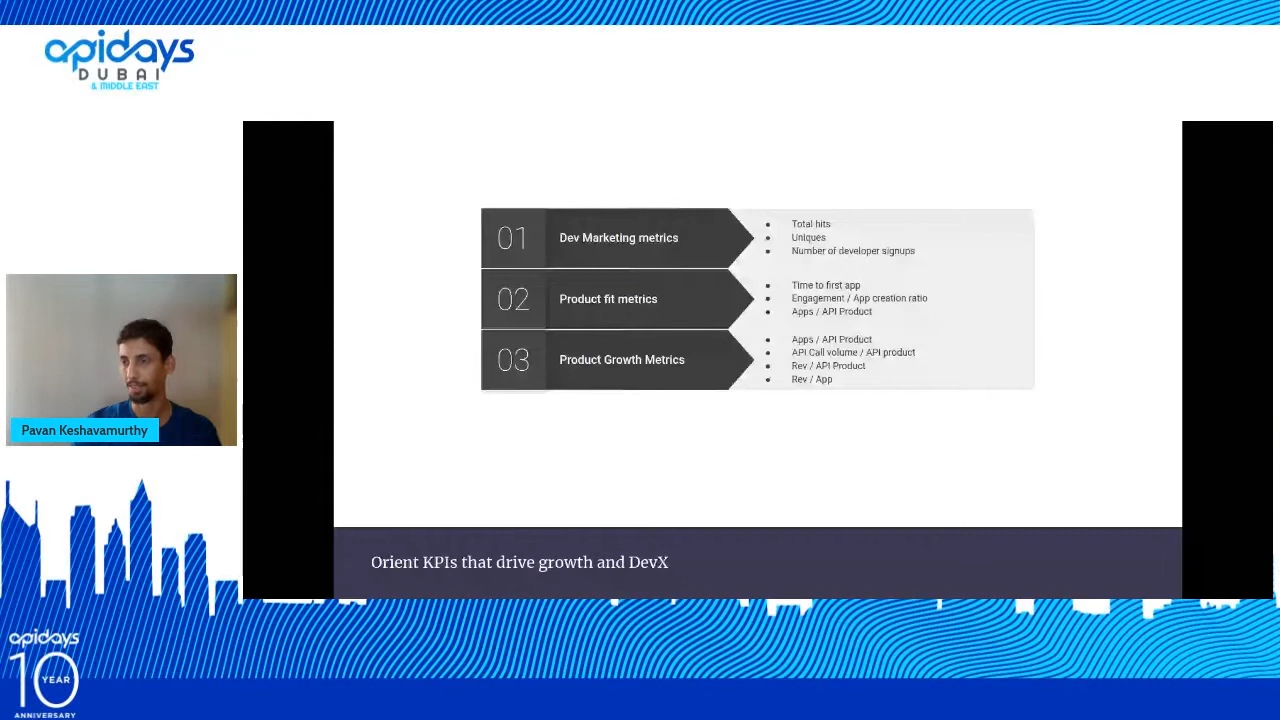 apidays
DUBAI
& MIDDLE EAST
01
Dev Marketing metrics
Total hits
Uniques
Number of developer signups
02
Product fit metrics
Time to first app
Engagement / App creation ratio
Apps / API Product
03
Product Growth Metrics
Apps / API Product
API Call volume / API product
Rev / API Product
Rev / App
Pavan Keshavamurthy
Orient KPIs that drive growth and DevX
apidays
10
YEAR
ANNIVERSARY